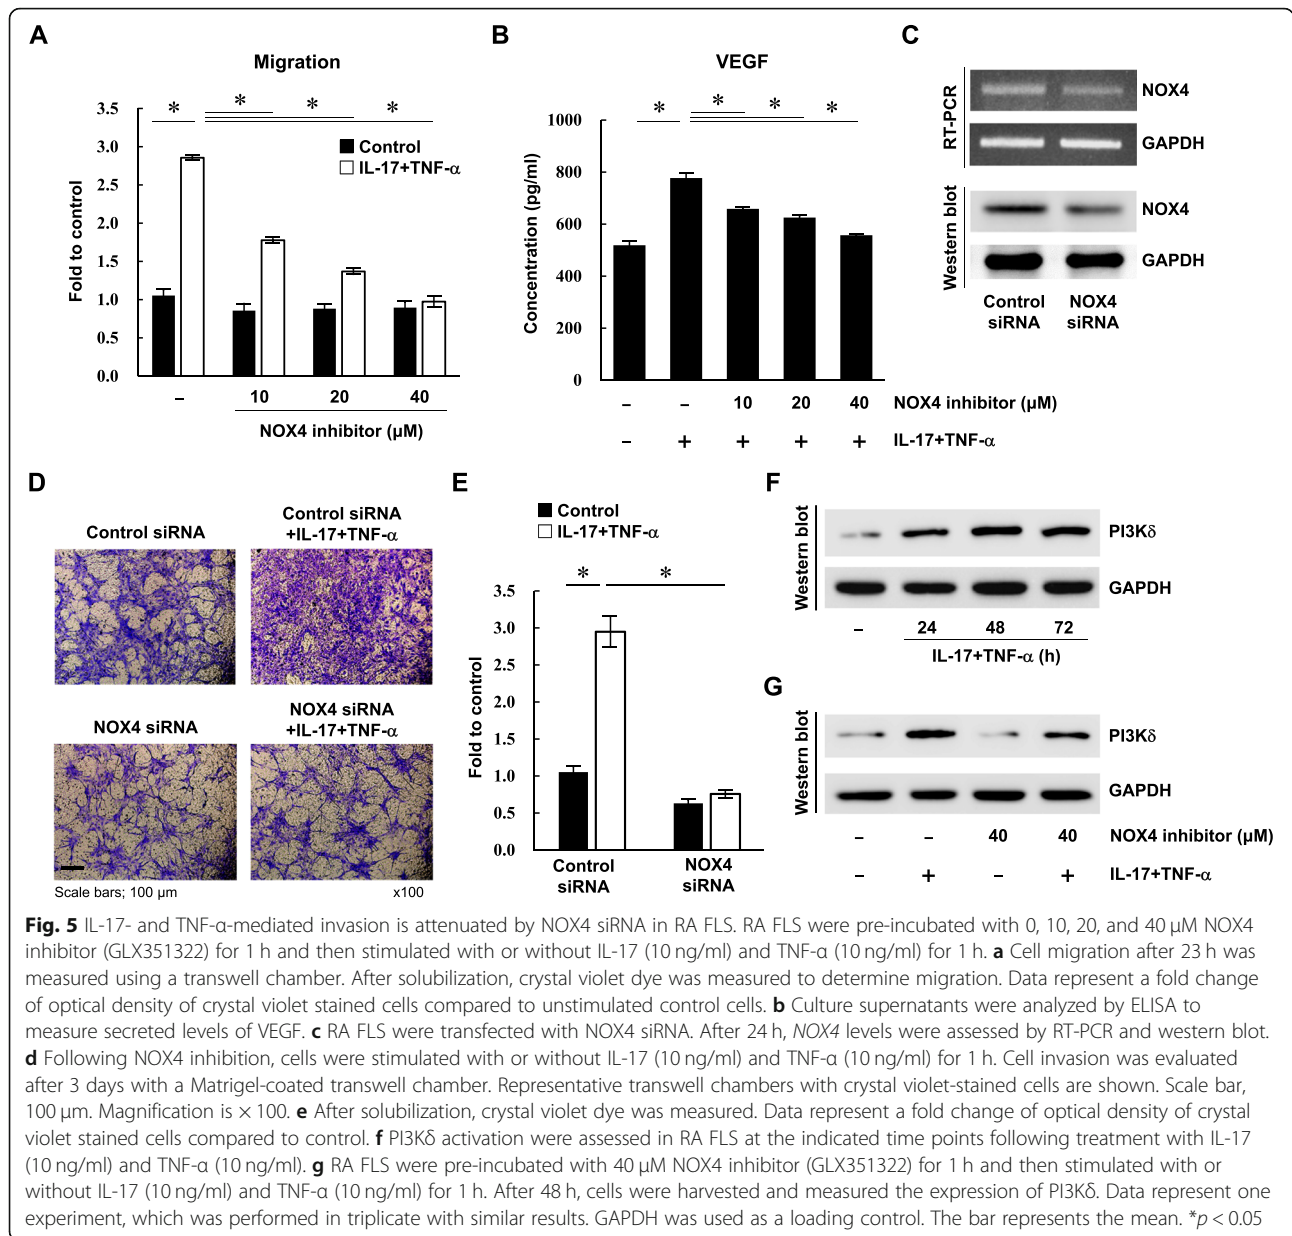 A
Migration
Fold to control
3.5
3.0
2.5
2.0
1.5
1.0
0.5
0.0
* * * *
Control
IL-17+TNF-α
– 10 20 40
NOX4 inhibitor (µM)
B
VEGF
Concentration (pg/ml)
1000
800
600
400
200
0
* * * *
– – 10 20 40 NOX4 inhibitor (µM)
– + + + + IL-17+TNF-α
C
RT-PCR
NOX4
GAPDH
Western blot
NOX4
GAPDH
Control siRNA
NOX4 siRNA
D
Control siRNA
Control siRNA
+IL-17+TNF-α
NOX4 siRNA
NOX4 siRNA
+IL-17+TNF-α
Scale bars; 100 µm
x100
E
Control
IL-17+TNF-α
Fold to control
3.5
3.0
2.5
2.0
1.5
1.0
0.5
0.0
* *
Control siRNA
NOX4 siRNA
F
Western blot
PI3Kδ
GAPDH
– 24 48 72
IL-17+TNF-α (h)
G
Western blot
PI3Kδ
GAPDH
– – 40 40 NOX4 inhibitor (µM)
– + – + IL-17+TNF-α
Fig. 5 IL-17- and TNF-α-mediated invasion is attenuated by NOX4 siRNA in RA FLS. RA FLS were pre-incubated with 0, 10, 20, and 40 µM NOX4
inhibitor (GLX351322) for 1 h and then stimulated with or without IL-17 (10 ng/ml) and TNF-α (10 ng/ml) for 1 h. a Cell migration after 23 h was
measured using a transwell chamber. After solubilization, crystal violet dye was measured to determine migration. Data represent a fold change
of optical density of crystal violet stained cells compared to unstimulated control cells. b Culture supernatants were analyzed by ELISA to
measure secreted levels of VEGF. c RA FLS were transfected with NOX4 siRNA. After 24 h, NOX4 levels were assessed by RT-PCR and western blot.
d Following NOX4 inhibition, cells were stimulated with or without IL-17 (10 ng/ml) and TNF-α (10 ng/ml) for 1 h. Cell invasion was evaluated
after 3 days with a Matrigel-coated transwell chamber. Representative transwell chambers with crystal violet-stained cells are shown. Scale bar,
100 µm. Magnification is × 100. e After solubilization, crystal violet dye was measured. Data represent a fold change of optical density of crystal
violet stained cells compared to control. f PI3Kδ activation were assessed in RA FLS at the indicated time points following treatment with IL-17
(10 ng/ml) and TNF-α (10 ng/ml). g RA FLS were pre-incubated with 40 µM NOX4 inhibitor (GLX351322) for 1 h and then stimulated with or
without IL-17 (10 ng/ml) and TNF-α (10 ng/ml) for 1 h. After 48 h, cells were harvested and measured the expression of PI3Kδ. Data represent one
experiment, which was performed in triplicate with similar results. GAPDH was used as a loading control. The bar represents the mean. *p < 0.05